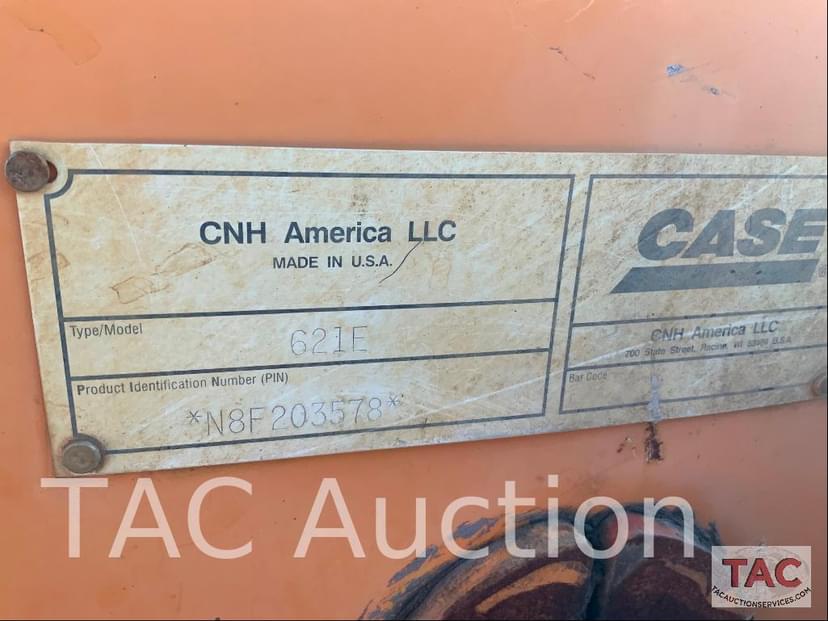 CNH America LLC
MADE IN U.S.A.
Type/Model
621E
Product Identification Number (PIN)
*N8F203578*
CASE
®
CNH America LLC
700 State Street, Racine, WI 53404 U.S.A.
Bar Code
TAC Auction
TAC
TACAUCTIONSERVICES.COM